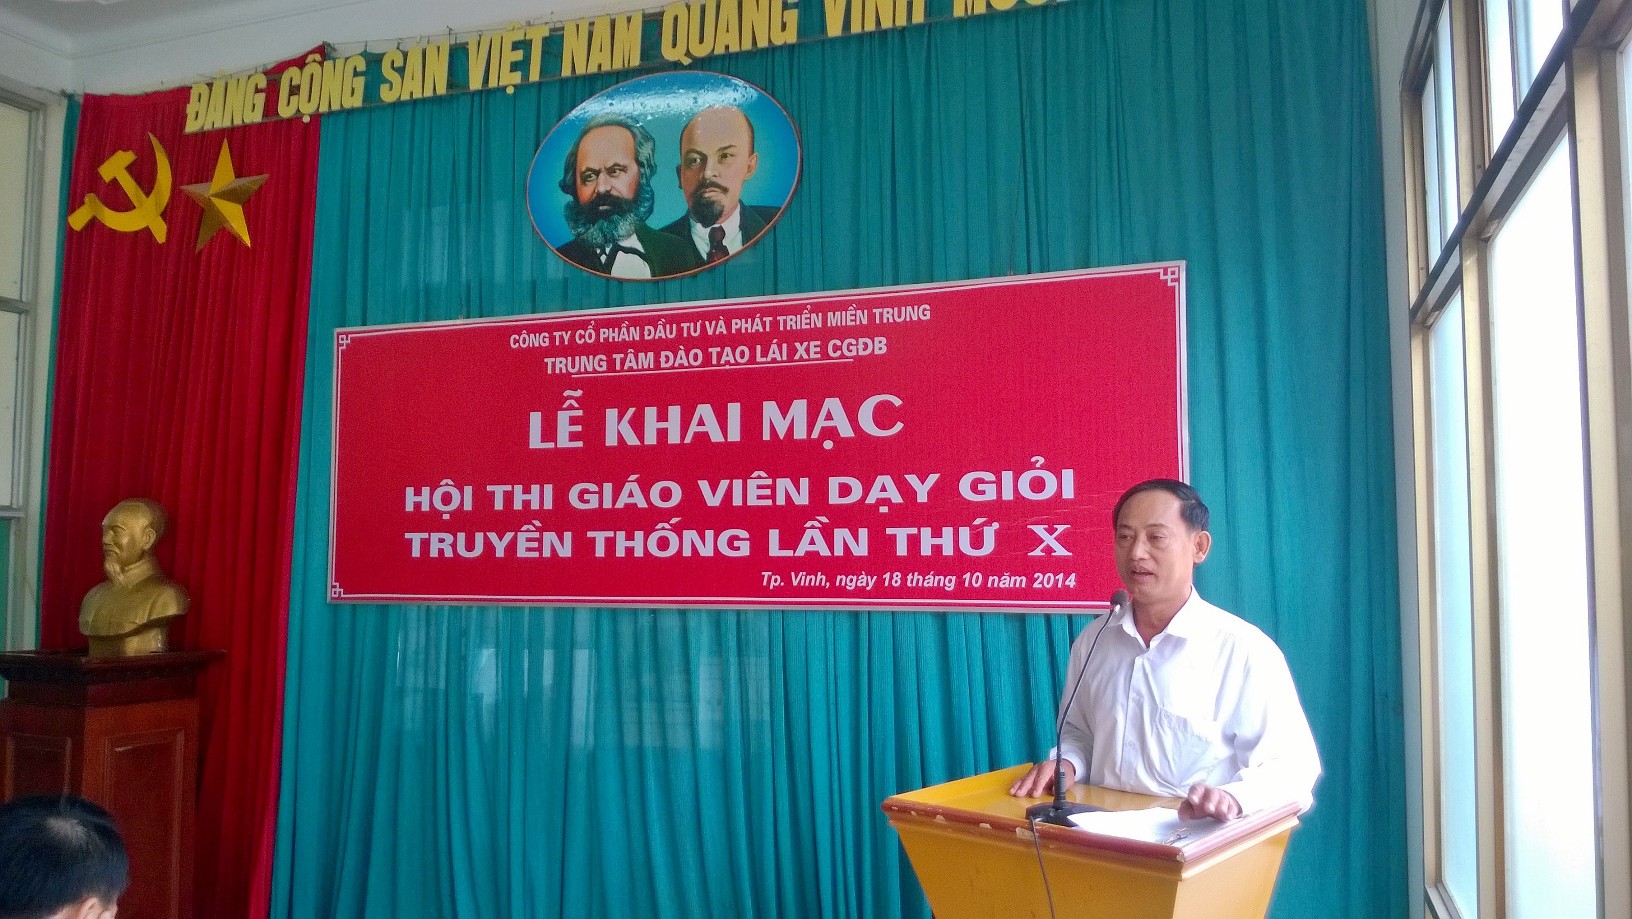 ĐẢNG CỘNG SẢN VIỆT NAM QUANG VINH
CÔNG TY CỔ PHẦN ĐẦU TƯ VÀ PHÁT TRIỂN MIỀN TRUNG
TRUNG TÂM ĐÀO TẠO LÁI XE CGĐB
LỄ KHAI MẠC
HỘI THI GIÁO VIÊN DẠY GIỎI
TRUYỀN THỐNG LẦN THỨ X
Tp. Vinh, ngày 18 tháng 10 năm 2014